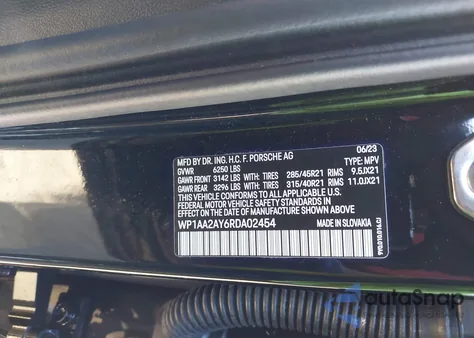 MFD BY DR. ING. H.C. F. PORSCHE AG 06/23
GVWR 6250 LBS TYPE: MPV
GAWR FRONT 3142 LBS WITH: TIRES 285/45R21 RIMS 9.5JX21
GAWR REAR 3296 LBS WITH: TIRES 315/40R21 RIMS 11.0JX21
THIS VEHICLE CONFORMS TO ALL APPLICABLE U.S.
FEDERAL MOTOR VEHICLE SAFETY STANDARDS IN
EFFECT ON THE DATE OF MANUFACTURE SHOWN ABOVE
WP1AA2AY6RDA02454 MADE IN SLOVAKIA
autoSnap